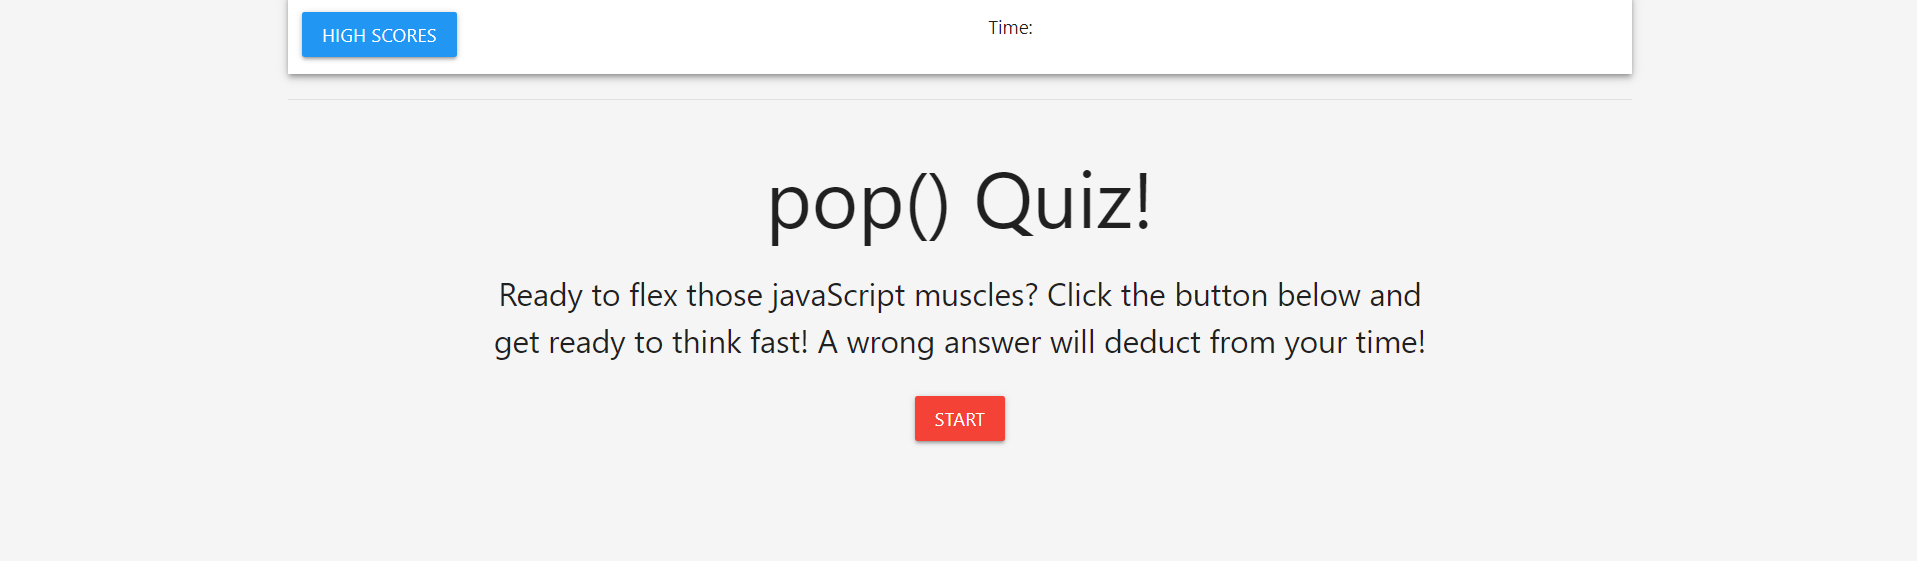 HIGH SCORES
Time:
pop() Quiz!
Ready to flex those javaScript muscles? Click the button below and
get ready to think fast! A wrong answer will deduct from your time!
START